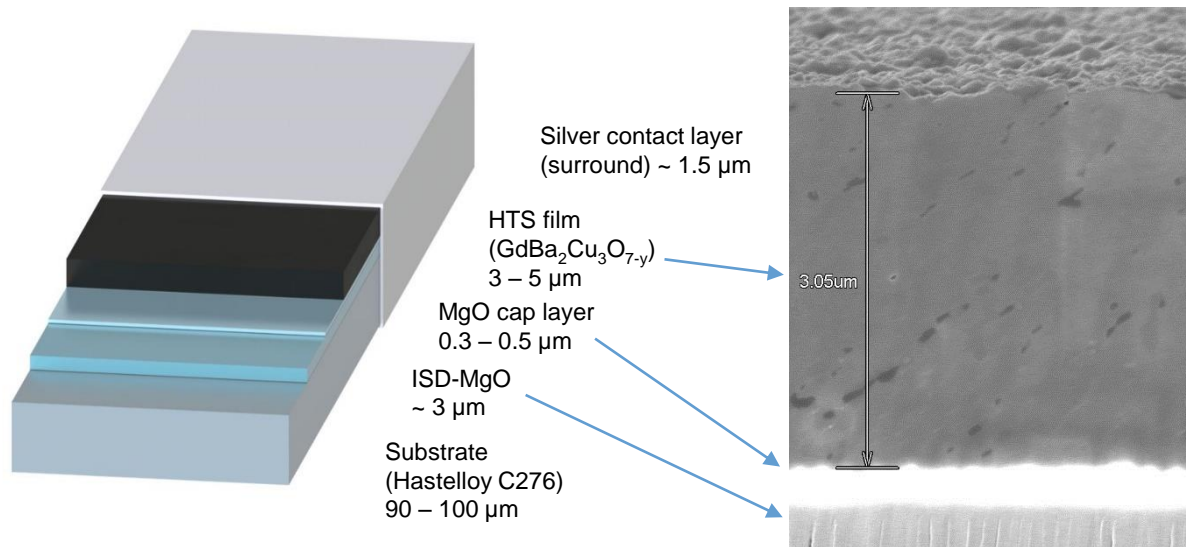 Silver contact layer
(surround) ~ 1.5 µm
HTS film
(GdBa₂Cu₃O₇₋ᵧ)
3 – 5 µm
3.05um
MgO cap layer
0.3 – 0.5 µm
ISD-MgO
~ 3 µm
Substrate
(Hastelloy C276)
90 – 100 µm